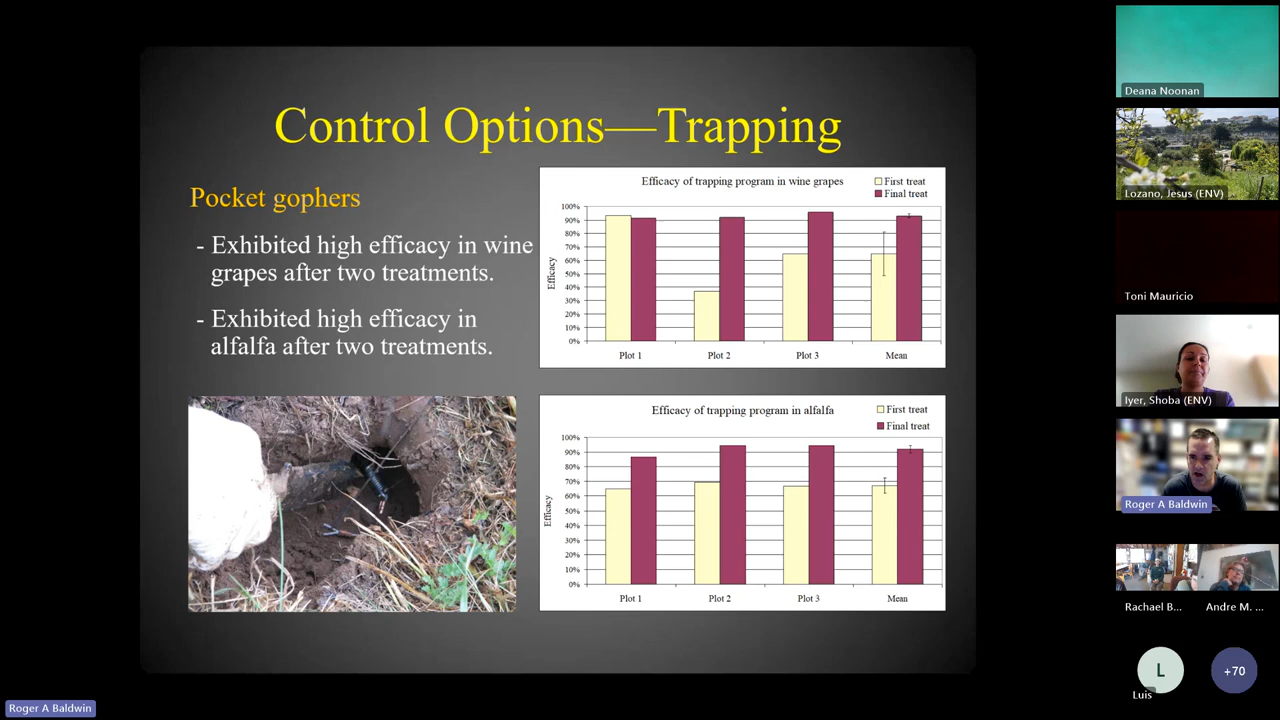 Control Options—Trapping
Pocket gophers
- Exhibited high efficacy in wine
grapes after two treatments.
- Exhibited high efficacy in
alfalfa after two treatments.
Efficacy of trapping program in wine grapes
First treat
Final treat
100%
90%
80%
70%
60%
50%
40%
30%
20%
10%
0%
Efficacy
Plot 1 Plot 2 Plot 3 Mean
Efficacy of trapping program in alfalfa
First treat
Final treat
100%
90%
80%
70%
60%
50%
40%
30%
20%
10%
0%
Efficacy
Plot 1 Plot 2 Plot 3 Mean
Deana Noonan
Lozano, Jesus (ENV)
Toni Mauricio
Iyer, Shoba (ENV)
Roger A Baldwin
Rachael B... Andre M. ...
L
+70
Luis
Roger A Baldwin